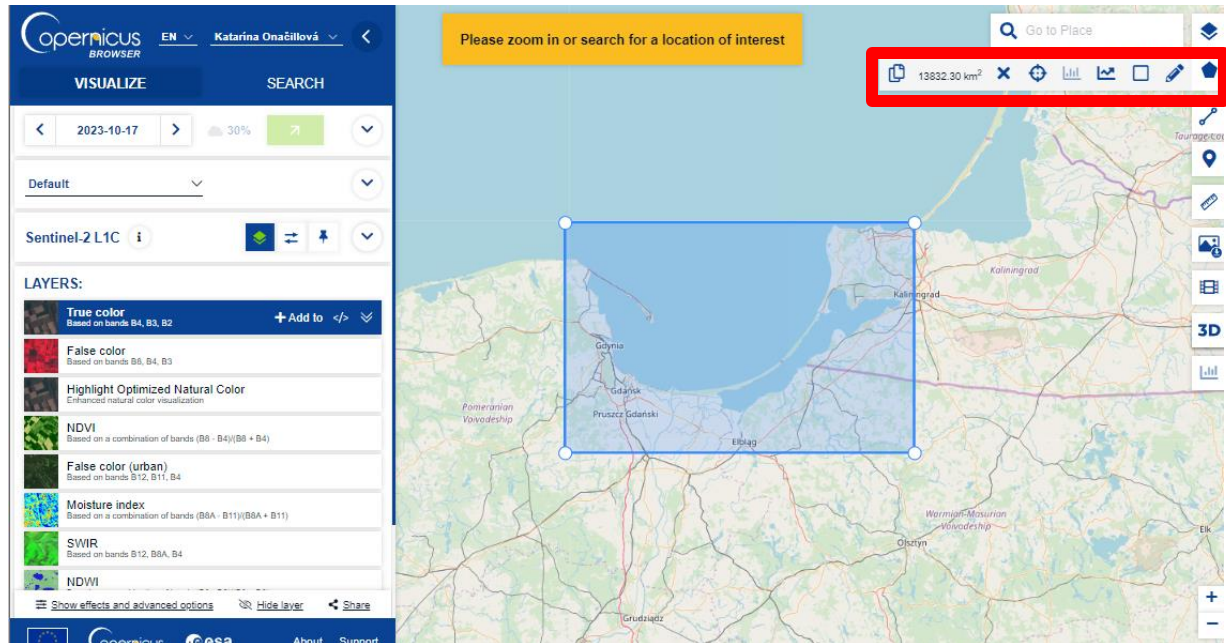 Copernicus
BROWSER
EN
Katarína Onačillová
VISUALIZE
SEARCH
2023-10-17
30%
Default
Sentinel-2 L1C
i
LAYERS:
True color
Based on bands B4, B3, B2
+ Add to </>
False color
Based on bands B8, B4, B3
Highlight Optimized Natural Color
Enhanced natural color visualization
NDVI
Based on a combination of bands (B8 - B4)/(B8 + B4)
False color (urban)
Based on bands B12, B11, B4
Moisture index
Based on a combination of bands (B8A - B11)/(B8A + B11)
SWIR
Based on bands B12, B8A, B4
NDWI
Show effects and advanced options
Hide layer
Share
Copernicus
esa
About
Support
Please zoom in or search for a location of interest
Go to Place
13832.30 km²
3D
Kaliningrad
Kaliningrad
Gdynia
Gdańsk
Pruszcz Gdański
Elbląg
Pomeranian
Voivodeship
Warmian-Masurian
Voivodeship
Olsztyn
Ełk
Grudziądz
+
−